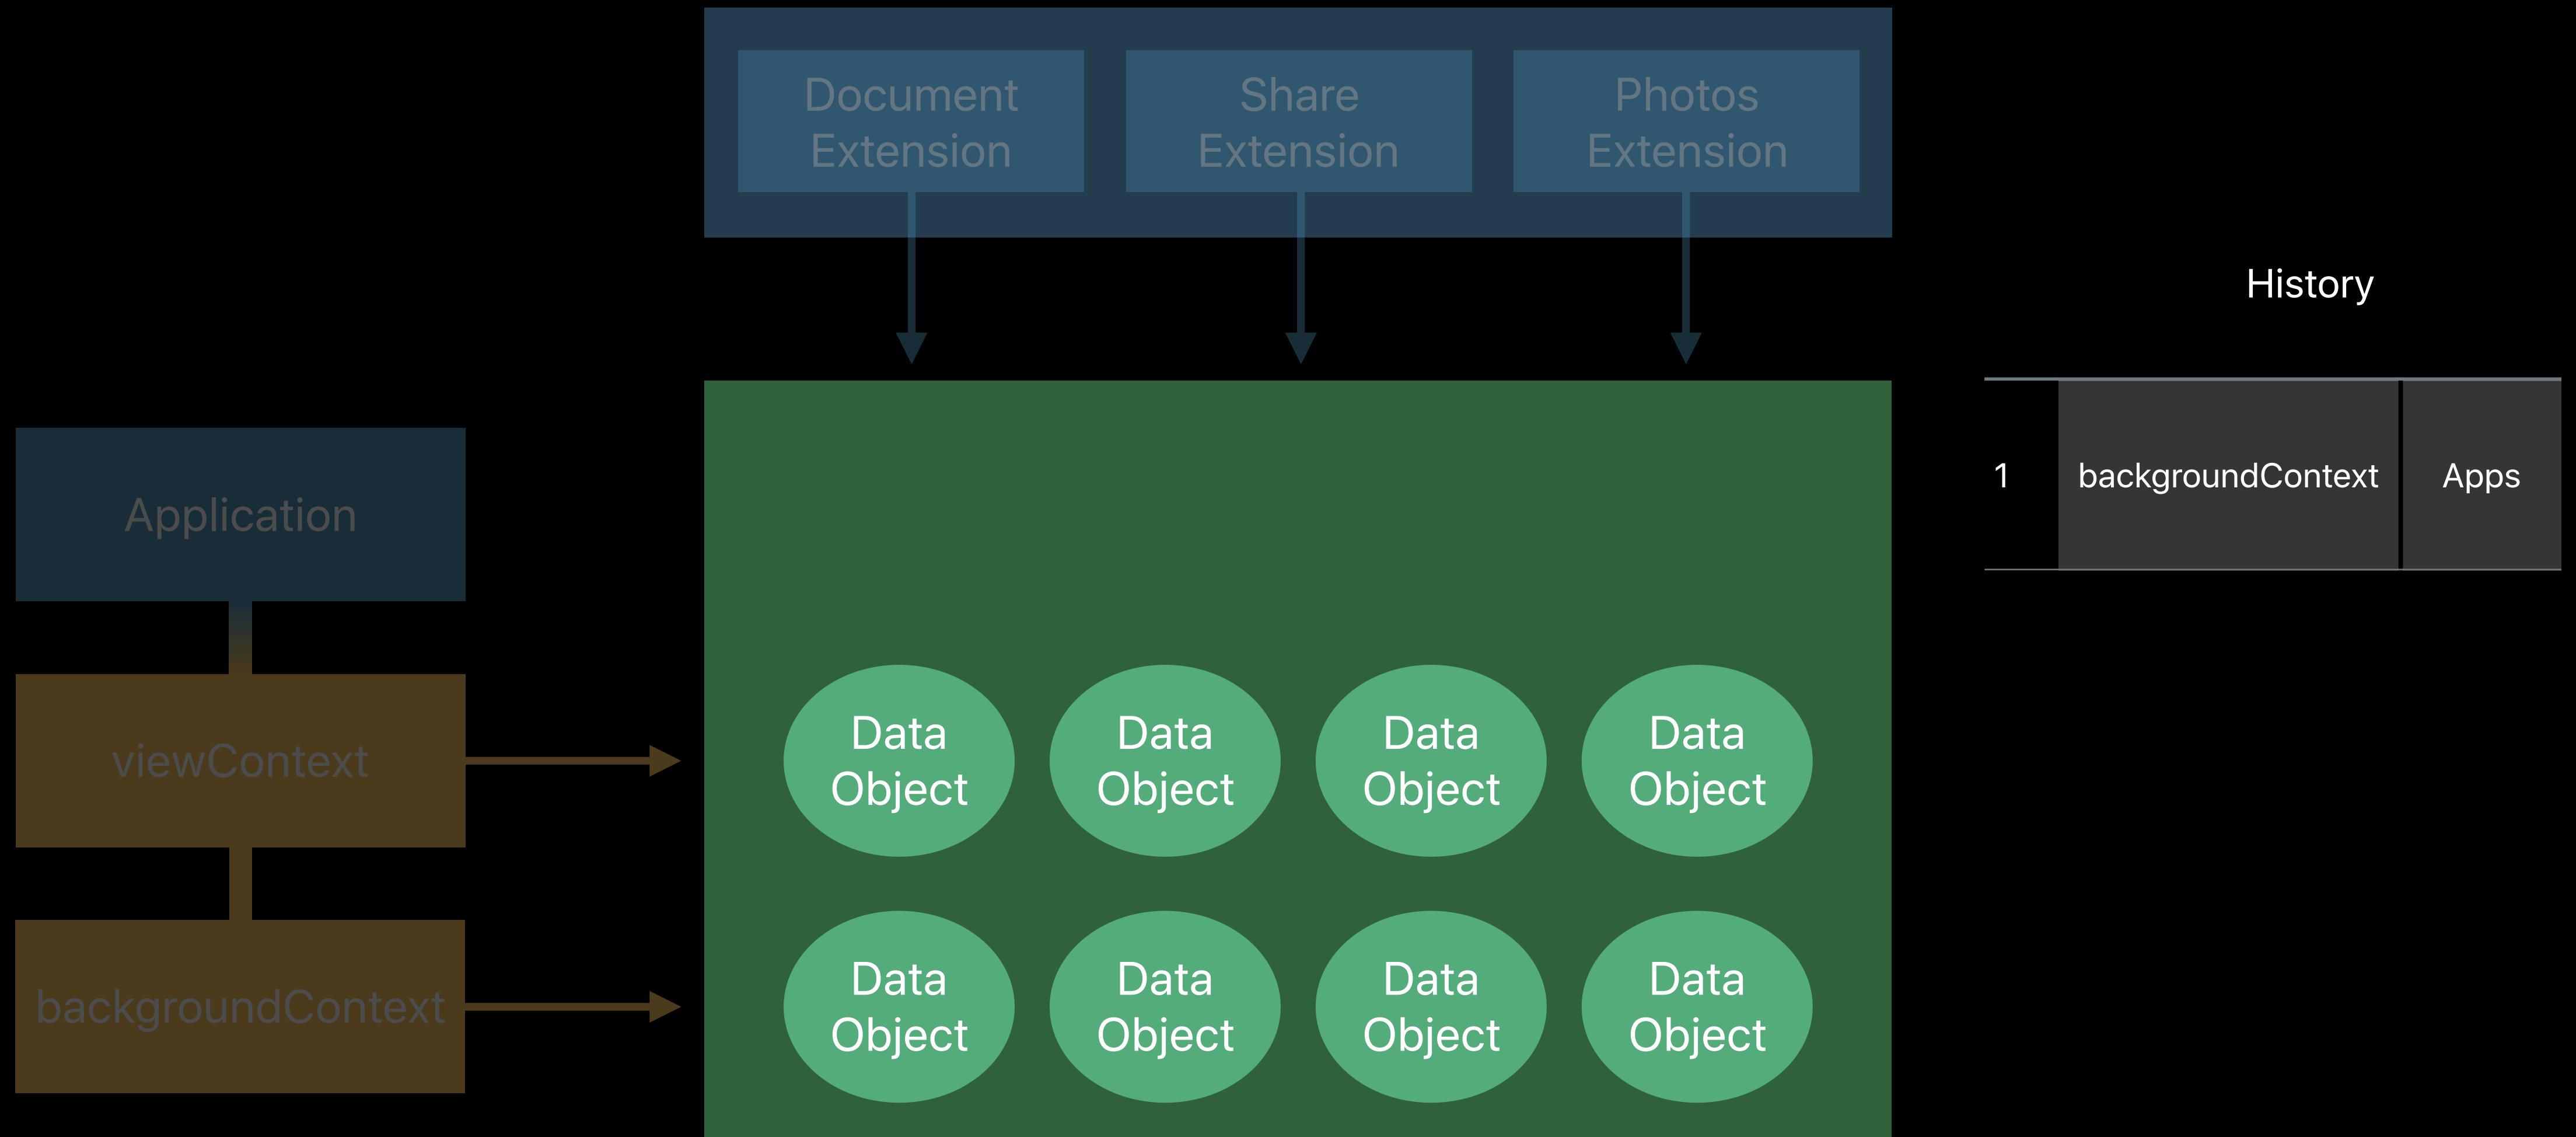 Document
Extension
Share
Extension
Photos
Extension
History
1 backgroundContext Apps
Application
viewContext
backgroundContext
Data
Object
Data
Object
Data
Object
Data
Object
Data
Object
Data
Object
Data
Object
Data
Object